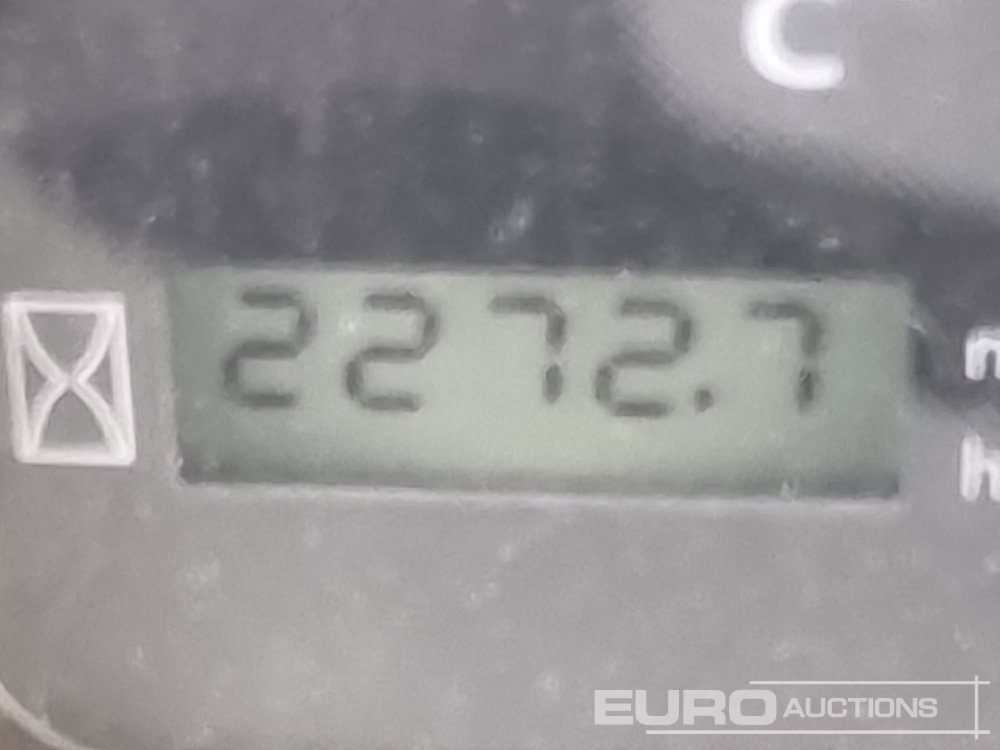 C
2272.7
h
EURO AUCTIONS